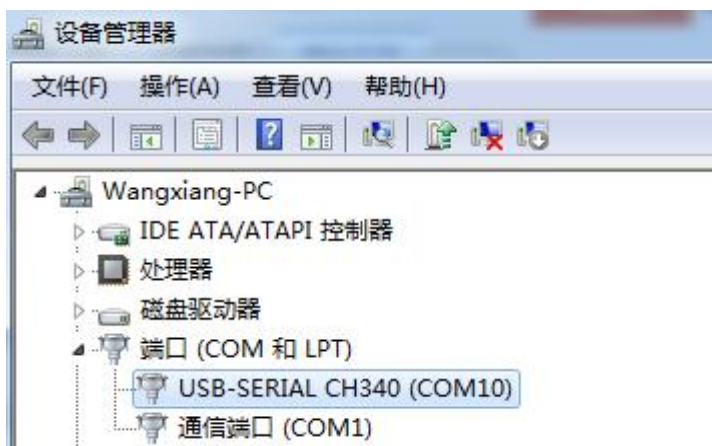 设备管理器
文件(F) 操作(A) 查看(V) 帮助(H)
Wangxiang-PC
IDE ATA/ATAPI 控制器
处理器
磁盘驱动器
端口 (COM 和 LPT)
USB-SERIAL CH340 (COM10)
通信端口 (COM1)